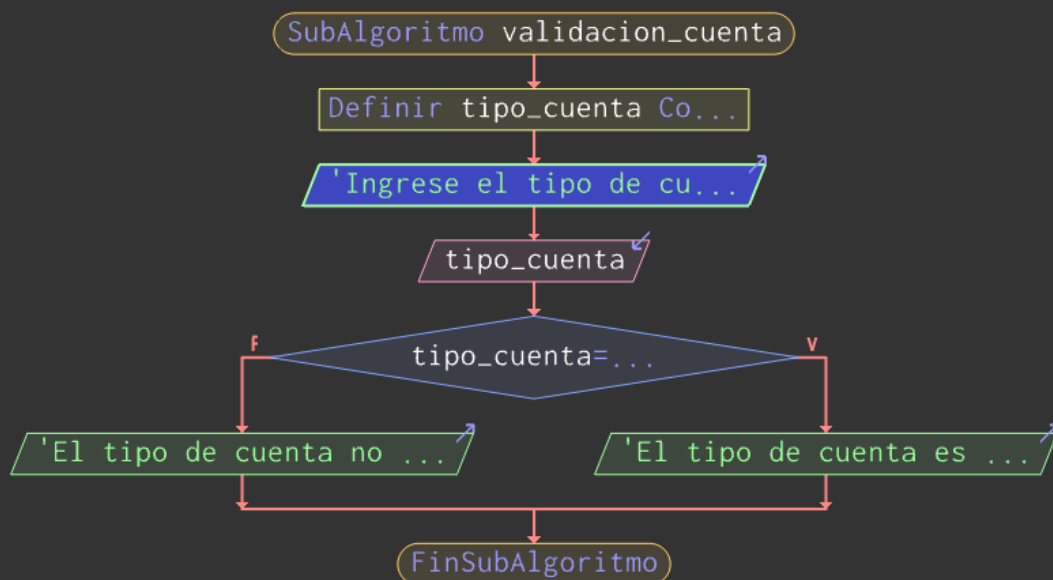 SubAlgoritmo validacion_cuenta
Definir tipo_cuenta Co...
'Ingrese el tipo de cu...
tipo_cuenta
F
V
tipo_cuenta=...
'El tipo de cuenta no ...
'El tipo de cuenta es ...
FinSubAlgoritmo